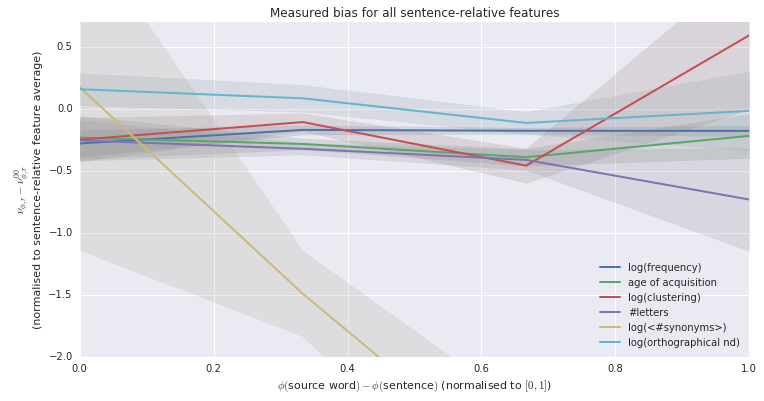 Measured bias for all sentence-relative features
ν_{ϕ,r} − ν^{00}_{ϕ,r}
(normalised to sentence-relative feature average)
0.5
0.0
−0.5
−1.0
−1.5
−2.0
log(frequency)
age of acquisition
log(clustering)
#letters
log(<#synonyms>)
log(orthographical nd)
0.0 0.2 0.4 0.6 0.8 1.0
ϕ(source word) − ϕ(sentence) (normalised to [0, 1])